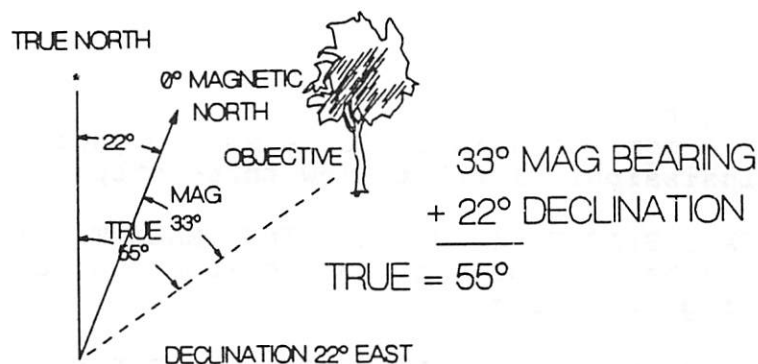 TRUE NORTH
0° MAGNETIC
NORTH
22°
OBJECTIVE
MAG
33°
TRUE
55°
33° MAG BEARING
+ 22° DECLINATION
TRUE = 55°
DECLINATION 22° EAST